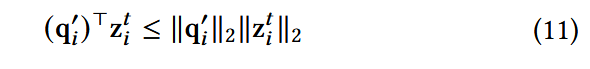 (𝐪′ᵢ)^⊤ 𝐳ᵢᵗ ≤ ‖𝐪′ᵢ‖₂‖𝐳ᵢᵗ‖₂ (11)